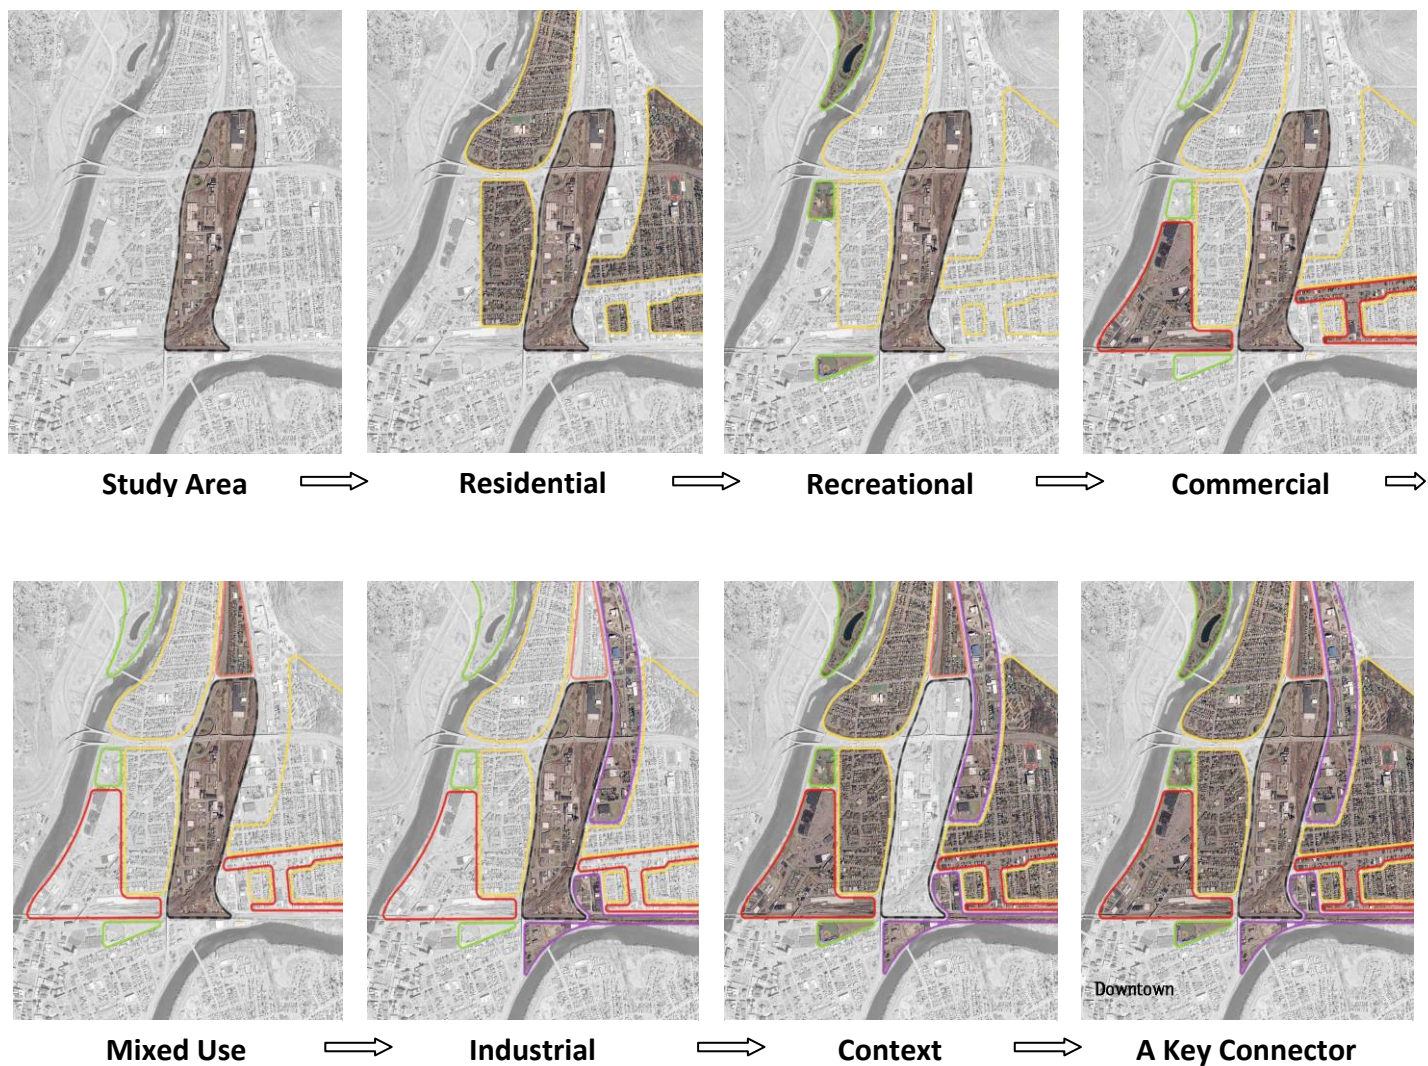 Study Area
Residential
Recreational
Commercial
Downtown
Mixed Use
Industrial
Context
A Key Connector